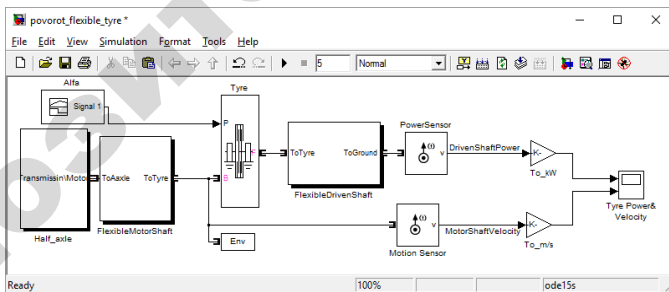 povorot_flexible_tyre *
File Edit View Simulation Format Tools Help
5 Normal
Alfa
Signal 1
Tyre
P
B
F
Transmissin\Motor
Half_axle
ToAaxle ToTyre
FlexibleMotorShaft
ToTyre ToGround
FlexibleDrivenShaft
PowerSensor
v
DrivenShaftPower
-K-
To_kW
Env
Motion Sensor
v
MotorShaftVelocity
-K-
To_m/s
Tyre Power&
Velocity
Ready 100% ode15s